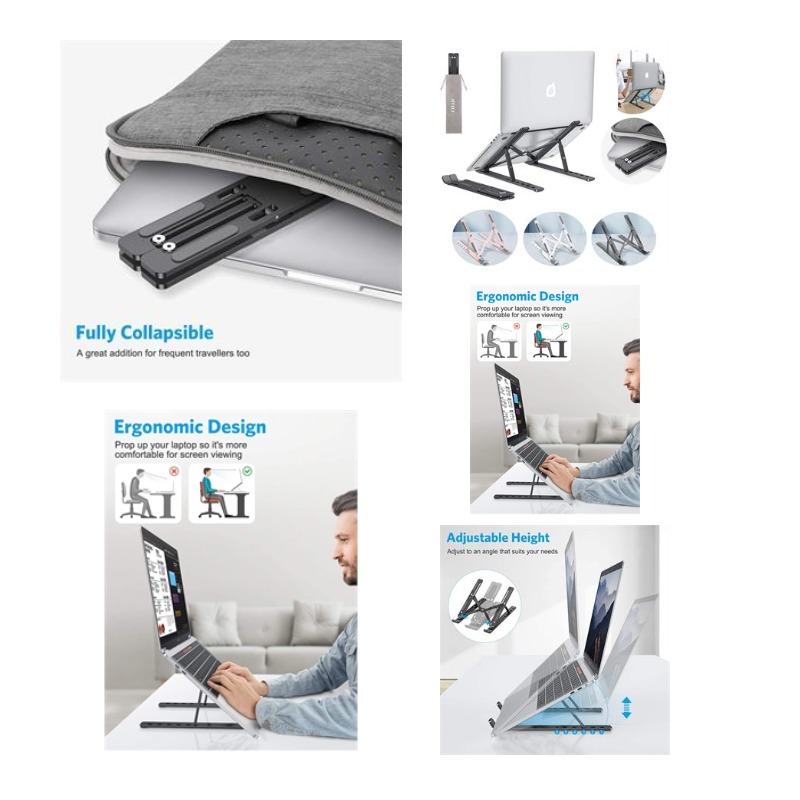 Fully Collapsible
A great addition for frequent travellers too
Ergonomic Design
Prop up your laptop so it's more
comfortable for screen viewing
Ergonomic Design
Prop up your laptop so it's more
comfortable for screen viewing
Adjustable Height
Adjust to an angle that suits your needs